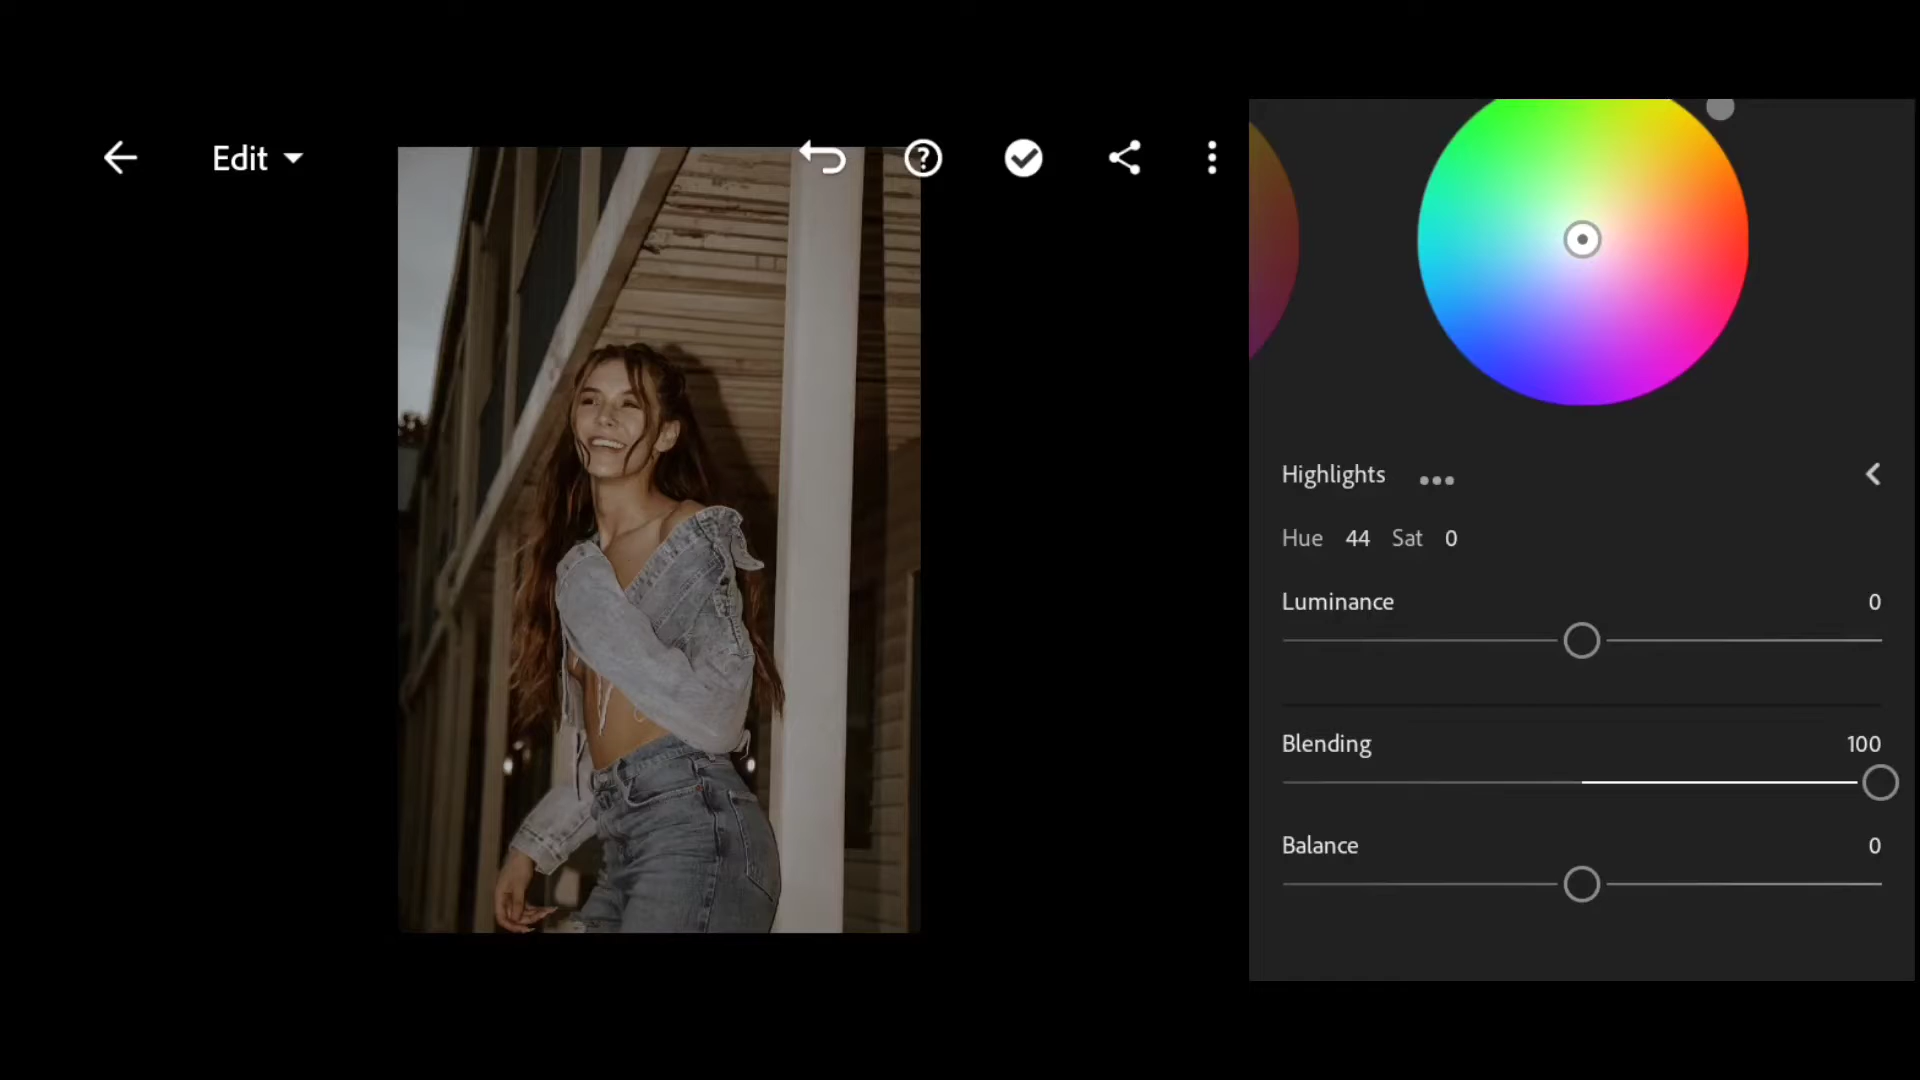 Edit
Highlights
Hue 44 Sat 0
Luminance 0
Blending 100
Balance 0